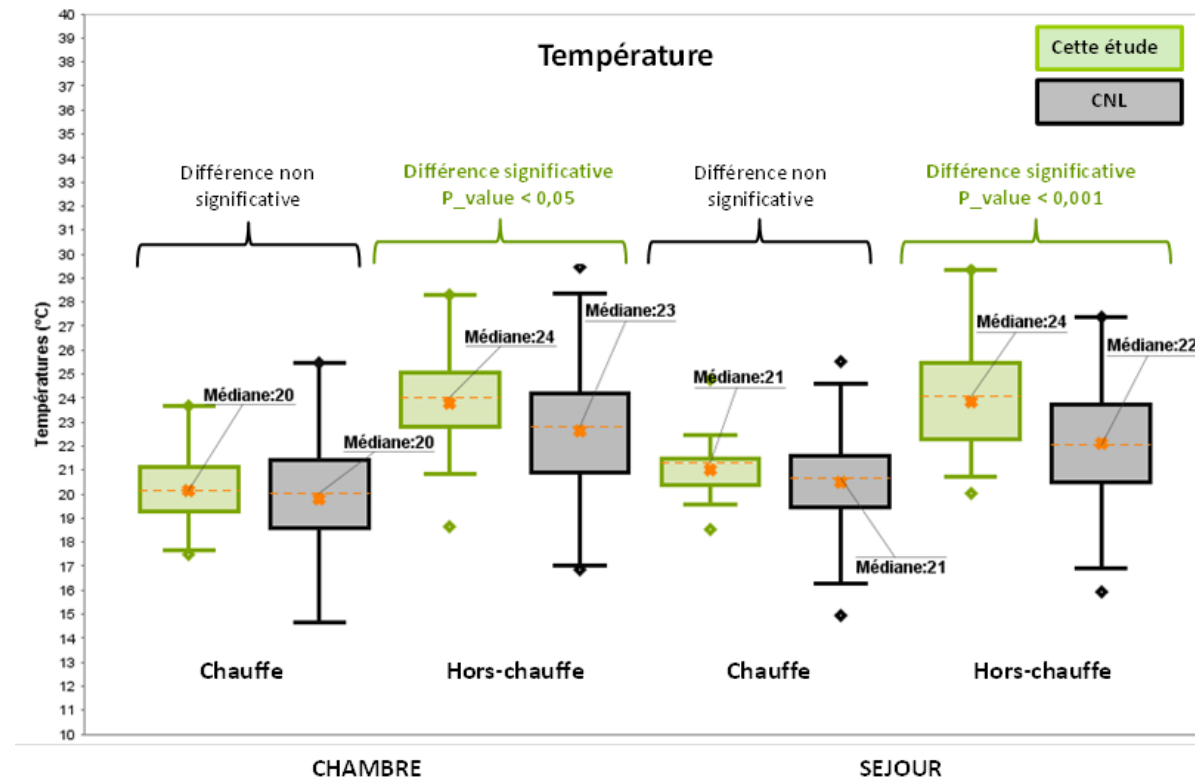 Température
Cette étude
CNL
Températures (°C)
40
39
38
37
36
35
34
33
32
31
30
29
28
27
26
25
24
23
22
21
20
19
18
17
16
15
14
13
12
11
10
Différence non
significative
Différence significative
P_value < 0,05
Différence non
significative
Différence significative
P_value < 0,001
Médiane:20
Médiane:20
Médiane:24
Médiane:23
Médiane:21
Médiane:21
Médiane:24
Médiane:22
Chauffe
Hors-chauffe
Chauffe
Hors-chauffe
CHAMBRE
SEJOUR